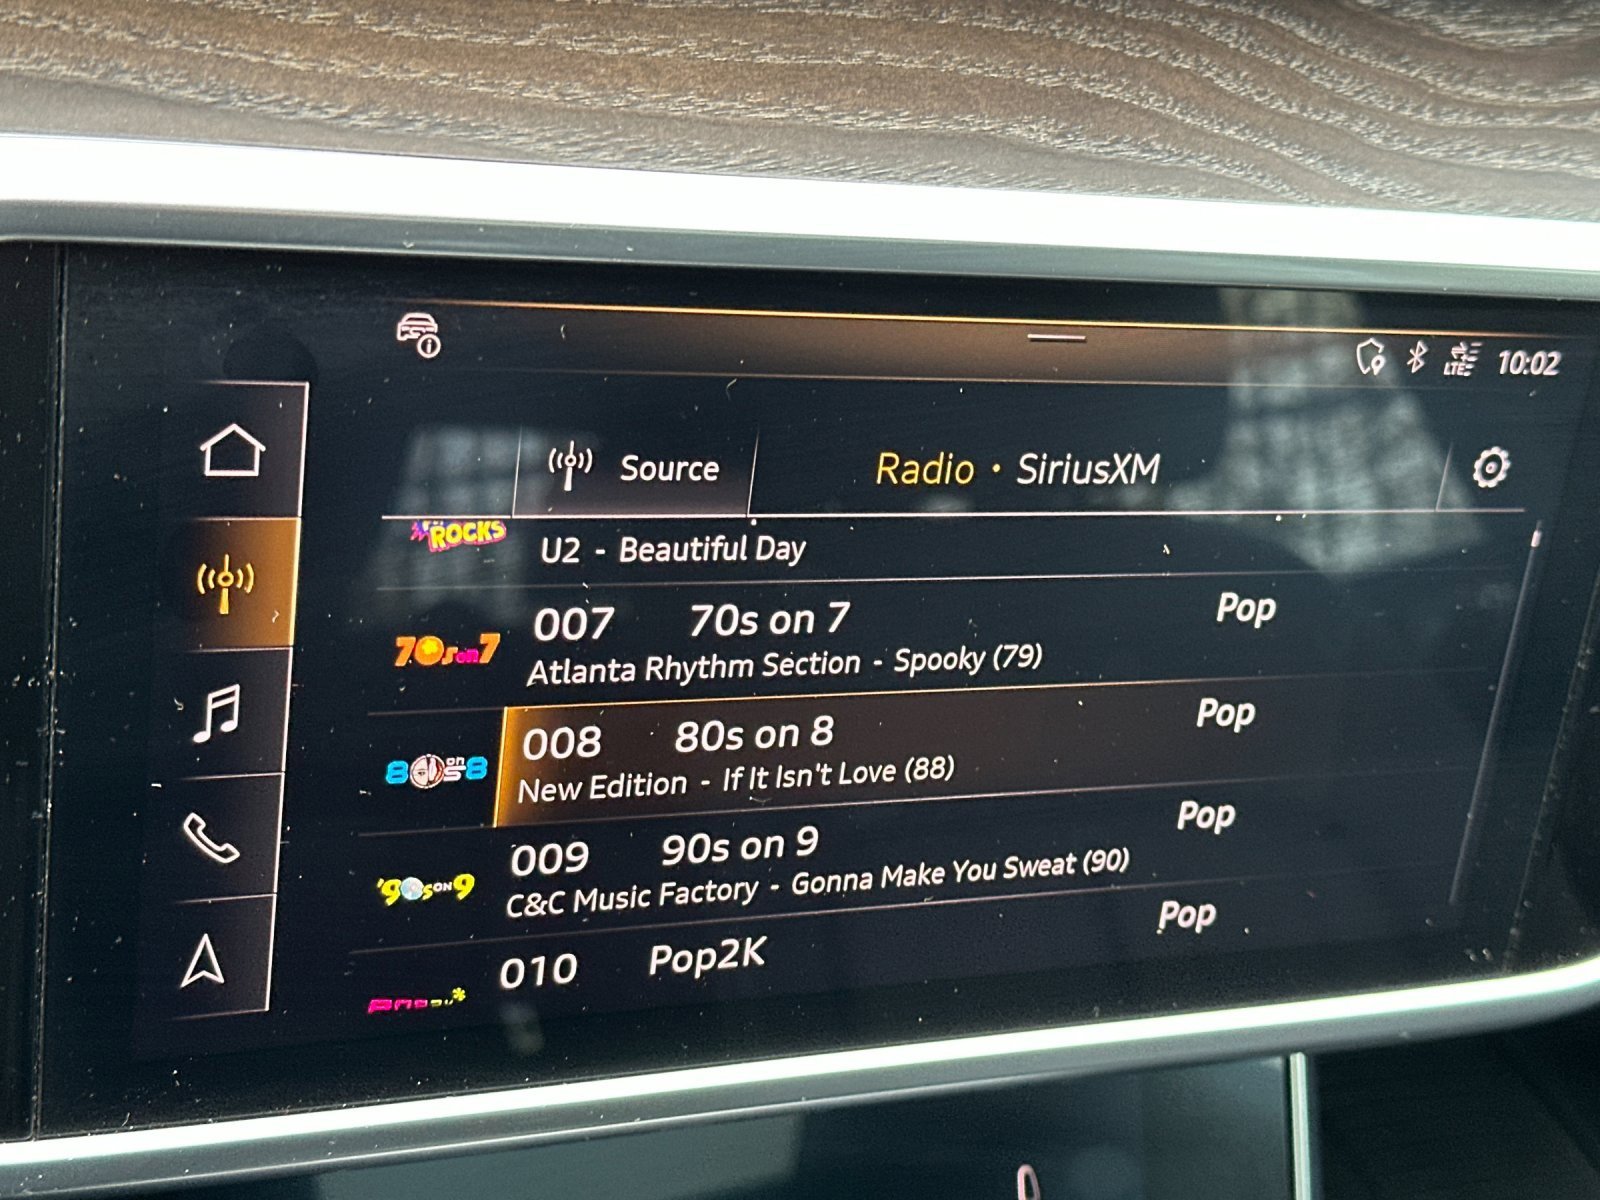 LTE
10:02
Source
Radio · SiriusXM
ROCKS
U2 - Beautiful Day
70s on 7
007 70s on 7 Pop
Atlanta Rhythm Section - Spooky (79)
80s on 8
008 80s on 8 Pop
New Edition - If It Isn't Love (88)
'90s ON 9
009 90s on 9 Pop
C&C Music Factory - Gonna Make You Sweat (90)
010 Pop2K Pop